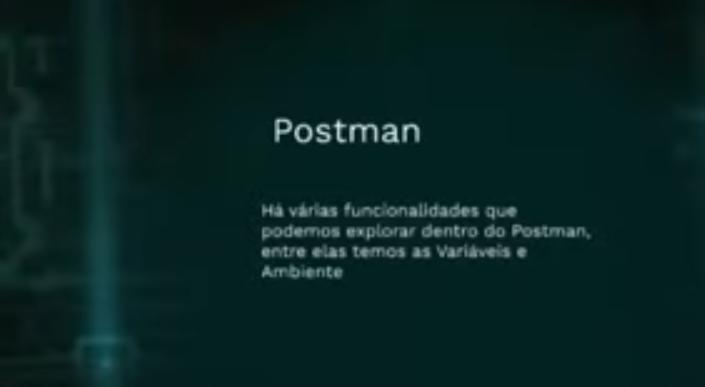 Postman
Há várias funcionalidades que
podemos explorar dentro do Postman,
entre elas temos as Variáveis e
Ambiente